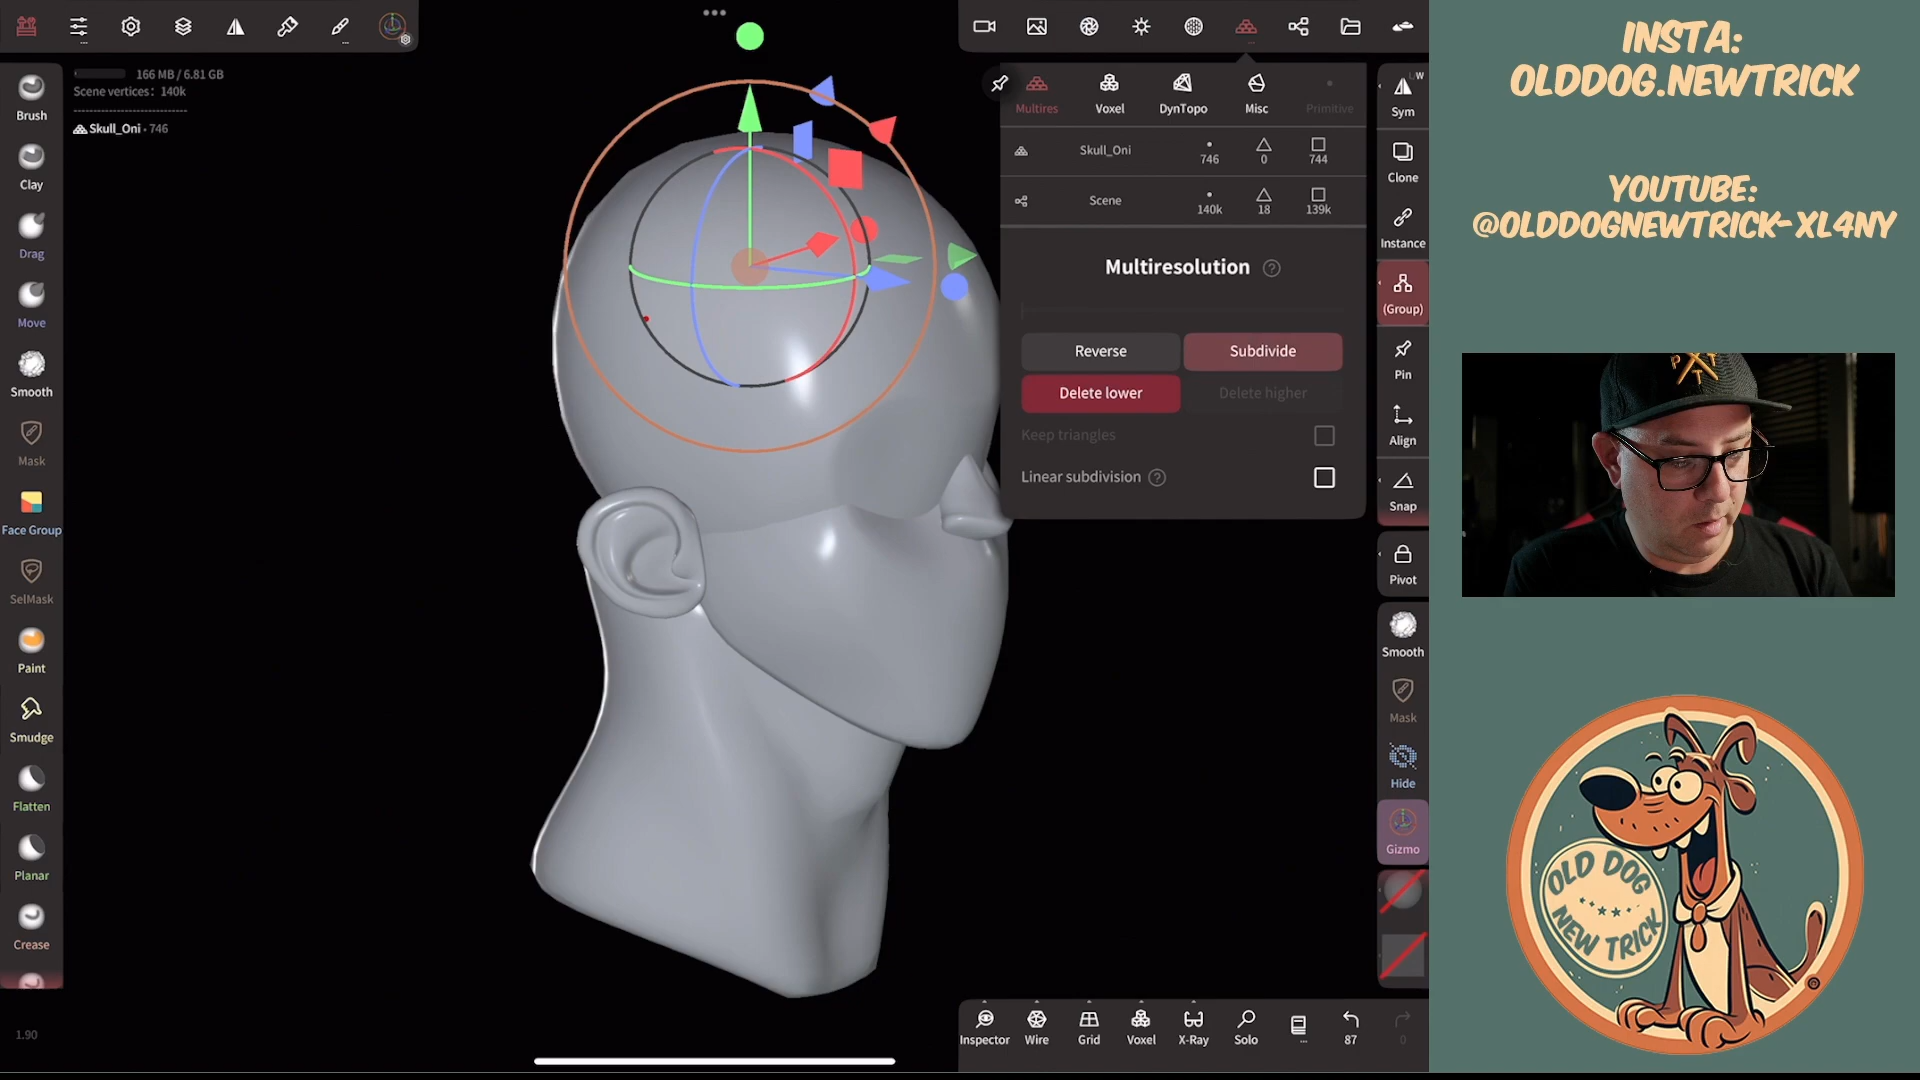 166 MB / 6.81 GB
Scene vertices: 140k
Skull_Oni • 746
Brush
Clay
Drag
Move
Smooth
Mask
Face Group
SelMask
Paint
Smudge
Flatten
Planar
Crease
1.90
Multires
Voxel
DynTopo
Misc
Primitive
Skull_Oni
746
0
744
Scene
140k
18
139k
Multiresolution ?
Reverse
Subdivide
Delete lower
Delete higher
Keep triangles
Linear subdivision ?
LW
Sym
Clone
Instance
(Group)
Pin
Align
Snap
Pivot
Smooth
Mask
Hide
Gizmo
Inspector
Wire
Grid
Voxel
X-Ray
Solo
...
87
0
INSTA:
OLDDOG.NEWTRICK
YOUTUBE:
@OLDDOGNEWTRICK-XL4NY
OLD DOG
NEW TRICK